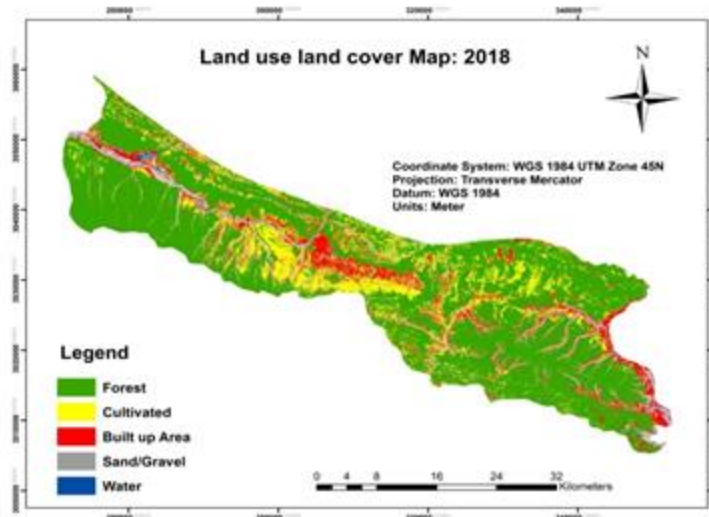 Land use land cover Map: 2018
N
Coordinate System: WGS 1984 UTM Zone 45N
Projection: Transverse Mercator
Datum: WGS 1984
Units: Meter
Legend
Forest
Cultivated
Built up Area
Sand/Gravel
Water
0 4 8 16 24 32
Kilometers